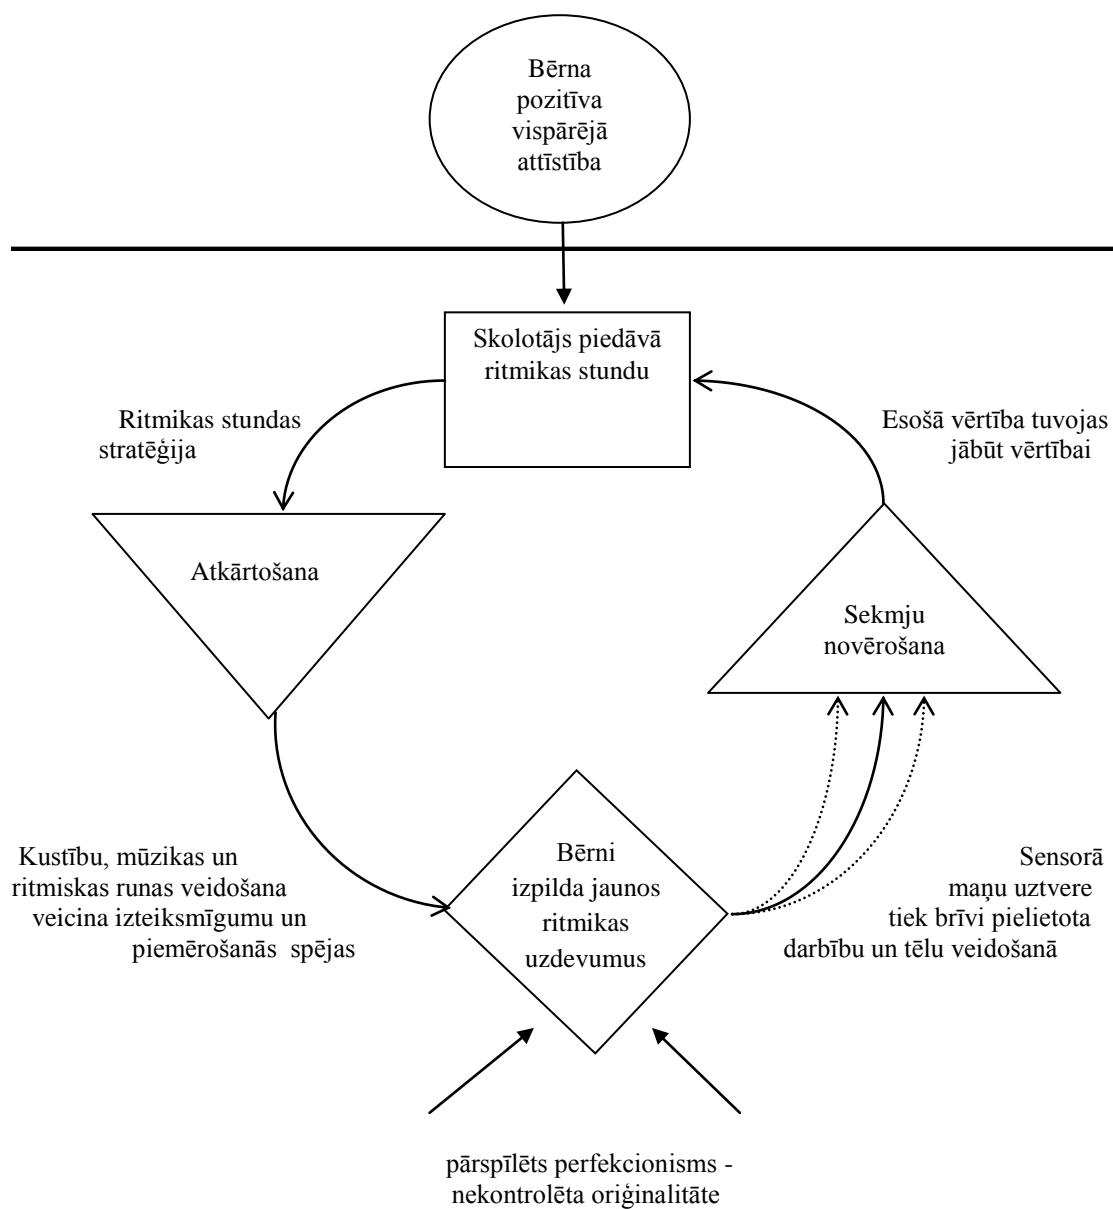 Bērna
pozitīva
vispārējā
attīstība
Skolotājs piedāvā
ritmikas stundu
Ritmikas stundas
stratēģija
Esošā vērtība tuvojas
jābūt vērtībai
Atkārtošana
Sekmju
novērošana
Kustību, mūzikas un
ritmiskas runas veidošana
veicina izteiksmīgumu un
piemērošanās spējas
Bērni
izpilda jaunos
ritmikas
uzdevumus
Sensorā
maņu uztvere
tiek brīvi pielietota
darbību un tēlu veidošanā
pārspīlēts perfekcionisms -
nekontrolēta oriģinalitāte